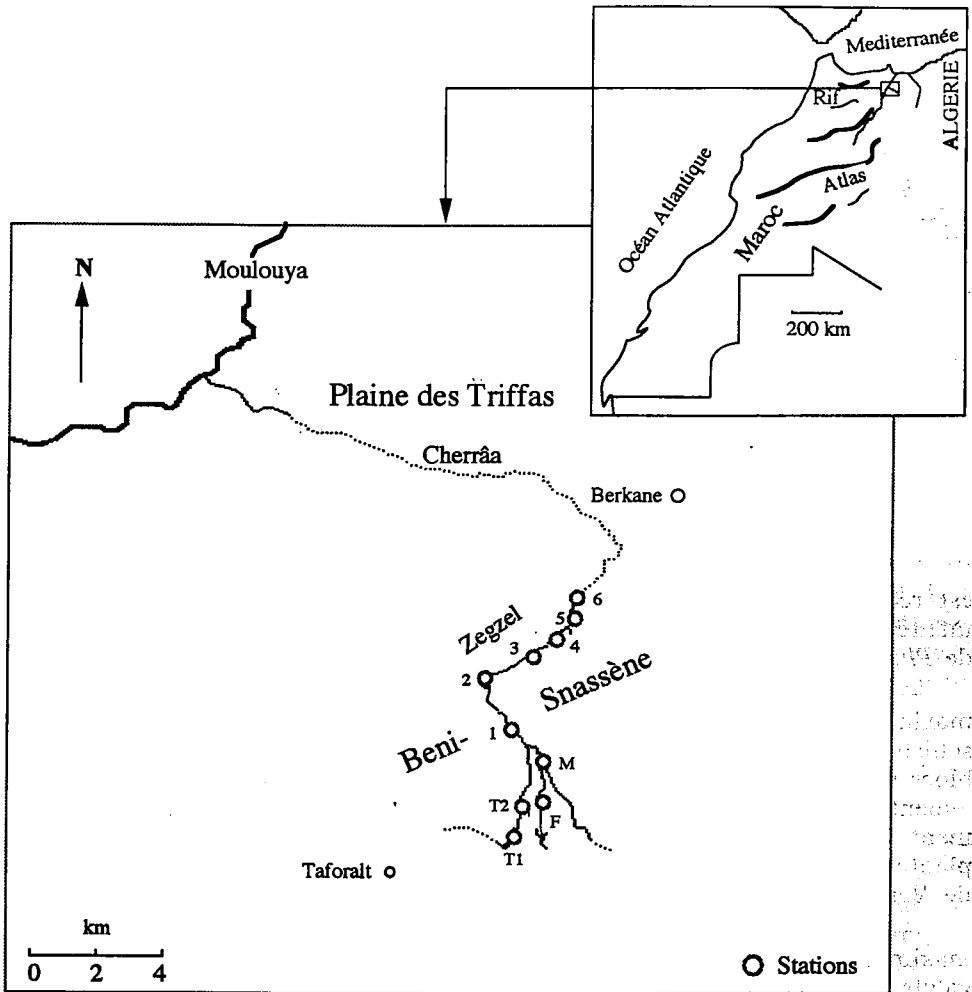 Mediterranée
ALGERIE
Rif
Atlas
Océan Atlantique
Maroc
200 km
N
Moulouya
Plaine des Triffas
Cherrâa
Berkane
6
5
4
Zegzel
3
2
Snassène
1
Beni-
M
T2
F
T1
Taforalt
km
0 2 4
Stations